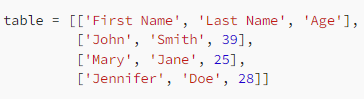 table = [['First Name', 'Last Name', 'Age'],
['John', 'Smith', 39],
['Mary', 'Jane', 25],
['Jennifer', 'Doe', 28]]